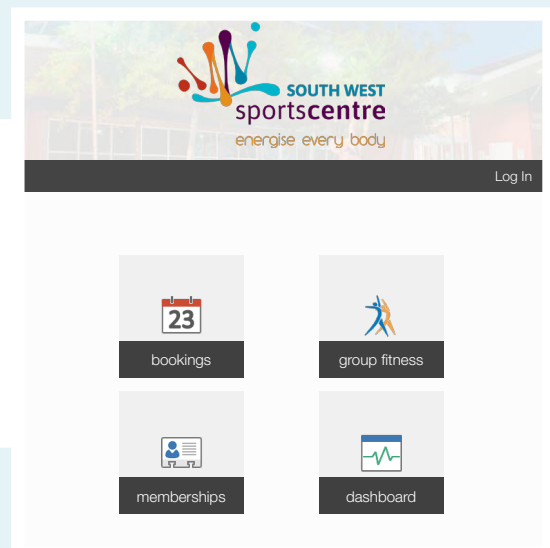 SOUTH WEST
sportscentre
energise every body
Log In
23
bookings
group fitness
memberships
dashboard